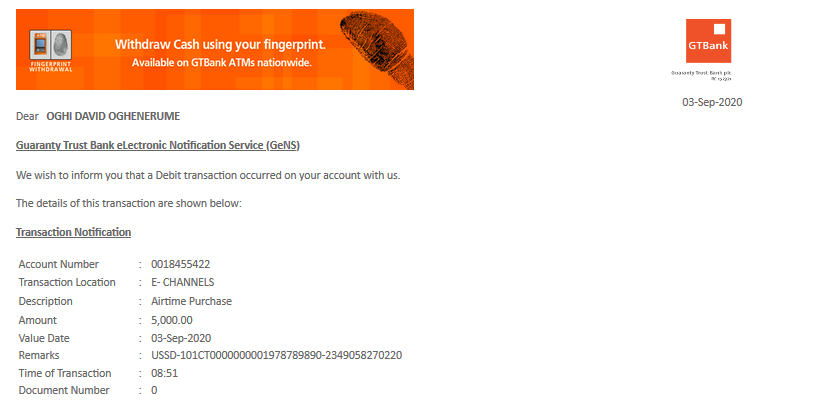 Withdraw Cash using your fingerprint.
Available on GTBank ATMs nationwide.
FINGERPRINT
WITHDRAWAL
GTBank
Guaranty Trust Bank plc
03-Sep-2020
Dear OGHI DAVID OGHENERUME
Guaranty Trust Bank eLectronic Notification Service (GeNS)
We wish to inform you that a Debit transaction occurred on your account with us.
The details of this transaction are shown below:
Transaction Notification
Account Number : 0018455422
Transaction Location : E- CHANNELS
Description : Airtime Purchase
Amount : 5,000.00
Value Date : 03-Sep-2020
Remarks : USSD-101CT0000000001978789890-2349058270220
Time of Transaction : 08:51
Document Number : 0